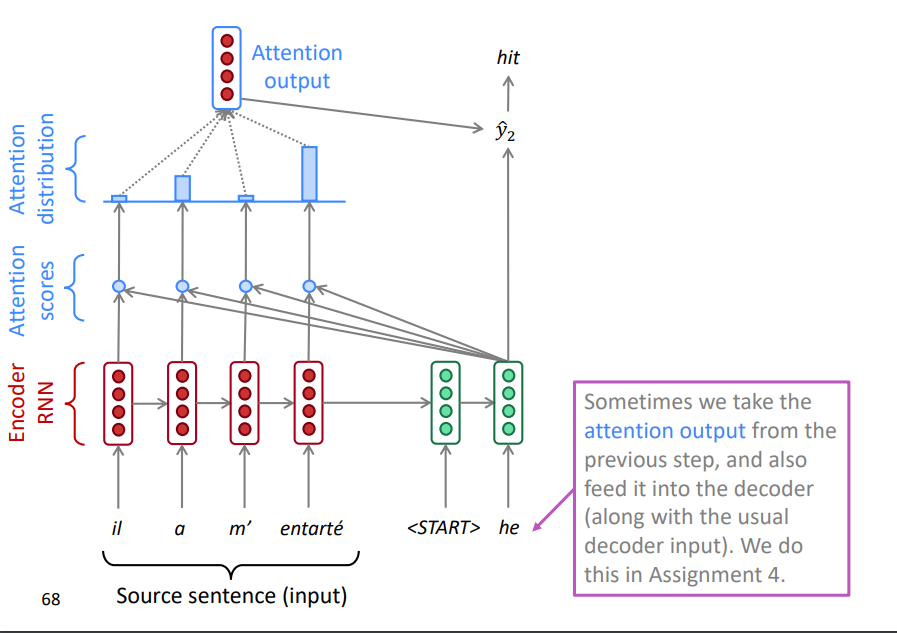 Attention
output
hit
ŷ₂
Attention
distribution
Attention
scores
Encoder
RNN
Sometimes we take the
attention output from the
previous step, and also
feed it into the decoder
(along with the usual
decoder input). We do
this in Assignment 4.
il a m’ entarté <START> he
Source sentence (input)
68